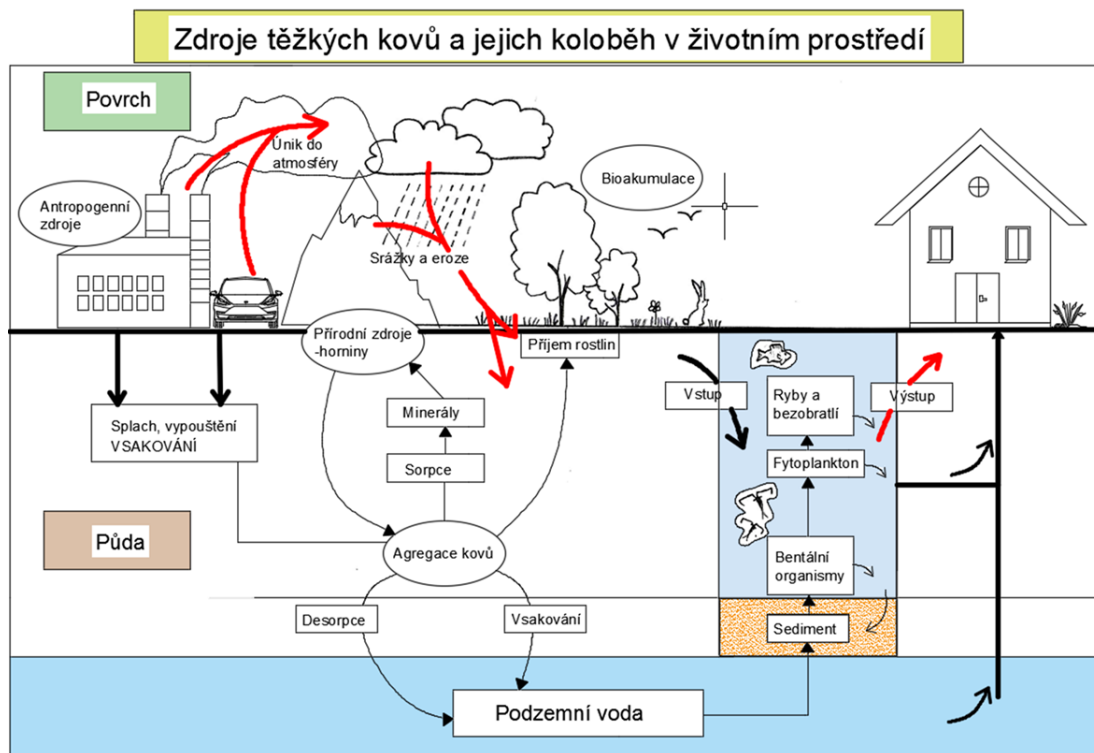 Zdroje těžkých kovů a jejich koloběh v životním prostředí
Povrch
Únik do
atmosféry
Antropogenní
zdroje
Bioakumulace
Srážky a eroze
Přírodní zdroje
-horniny
Příjem rostlin
Splach, vypouštění
VSAKOVÁNÍ
Minerály
Sorpce
Vstup
Ryby a
bezobratlí
Výstup
Fytoplankton
Půda
Agregace kovů
Bentální
organismy
Desorpce
Vsakování
Sediment
Podzemní voda